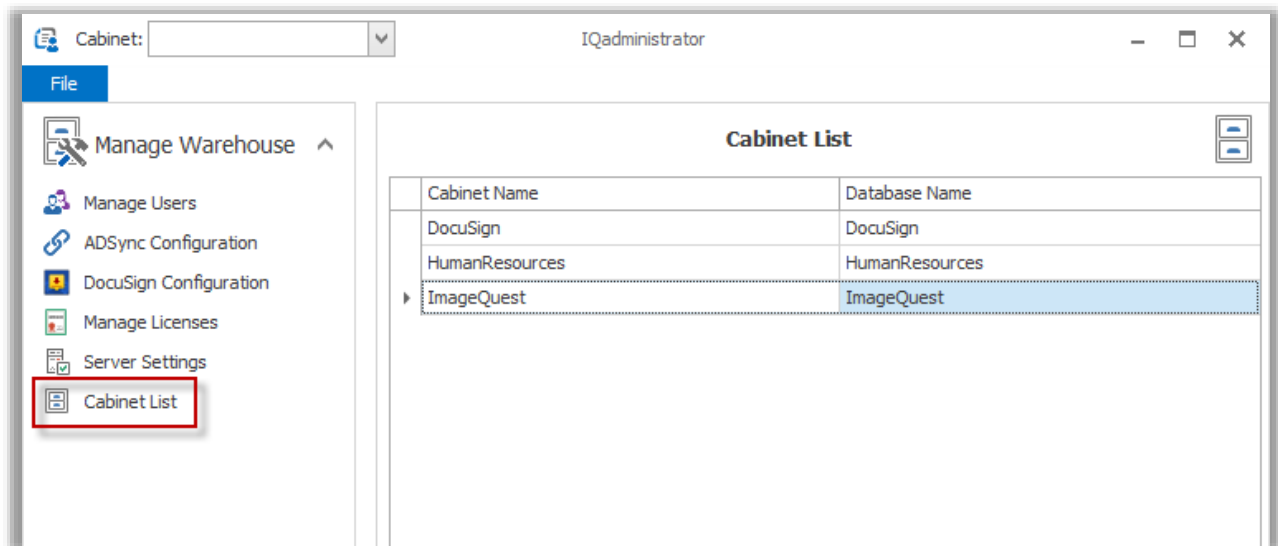 Cabinet: IQadministrator
File
Manage Warehouse
Manage Users
ADSync Configuration
DocuSign Configuration
Manage Licenses
Server Settings
Cabinet List
Cabinet List
Cabinet Name Database Name
DocuSign DocuSign
HumanResources HumanResources
ImageQuest ImageQuest